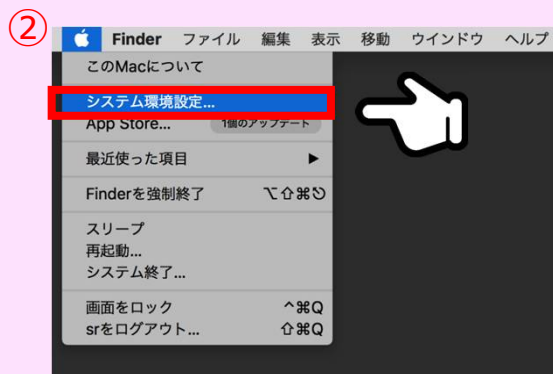 ②
Finder ファイル 編集 表示 移動 ウインドウ ヘルプ
このMacについて
システム環境設定...
App Store... 1個のアップデート
最近使った項目 ▶
Finderを強制終了 ⌥⇧⌘⎋
スリープ
再起動...
システム終了...
画面をロック ^⌘Q
srをログアウト... ⇧⌘Q